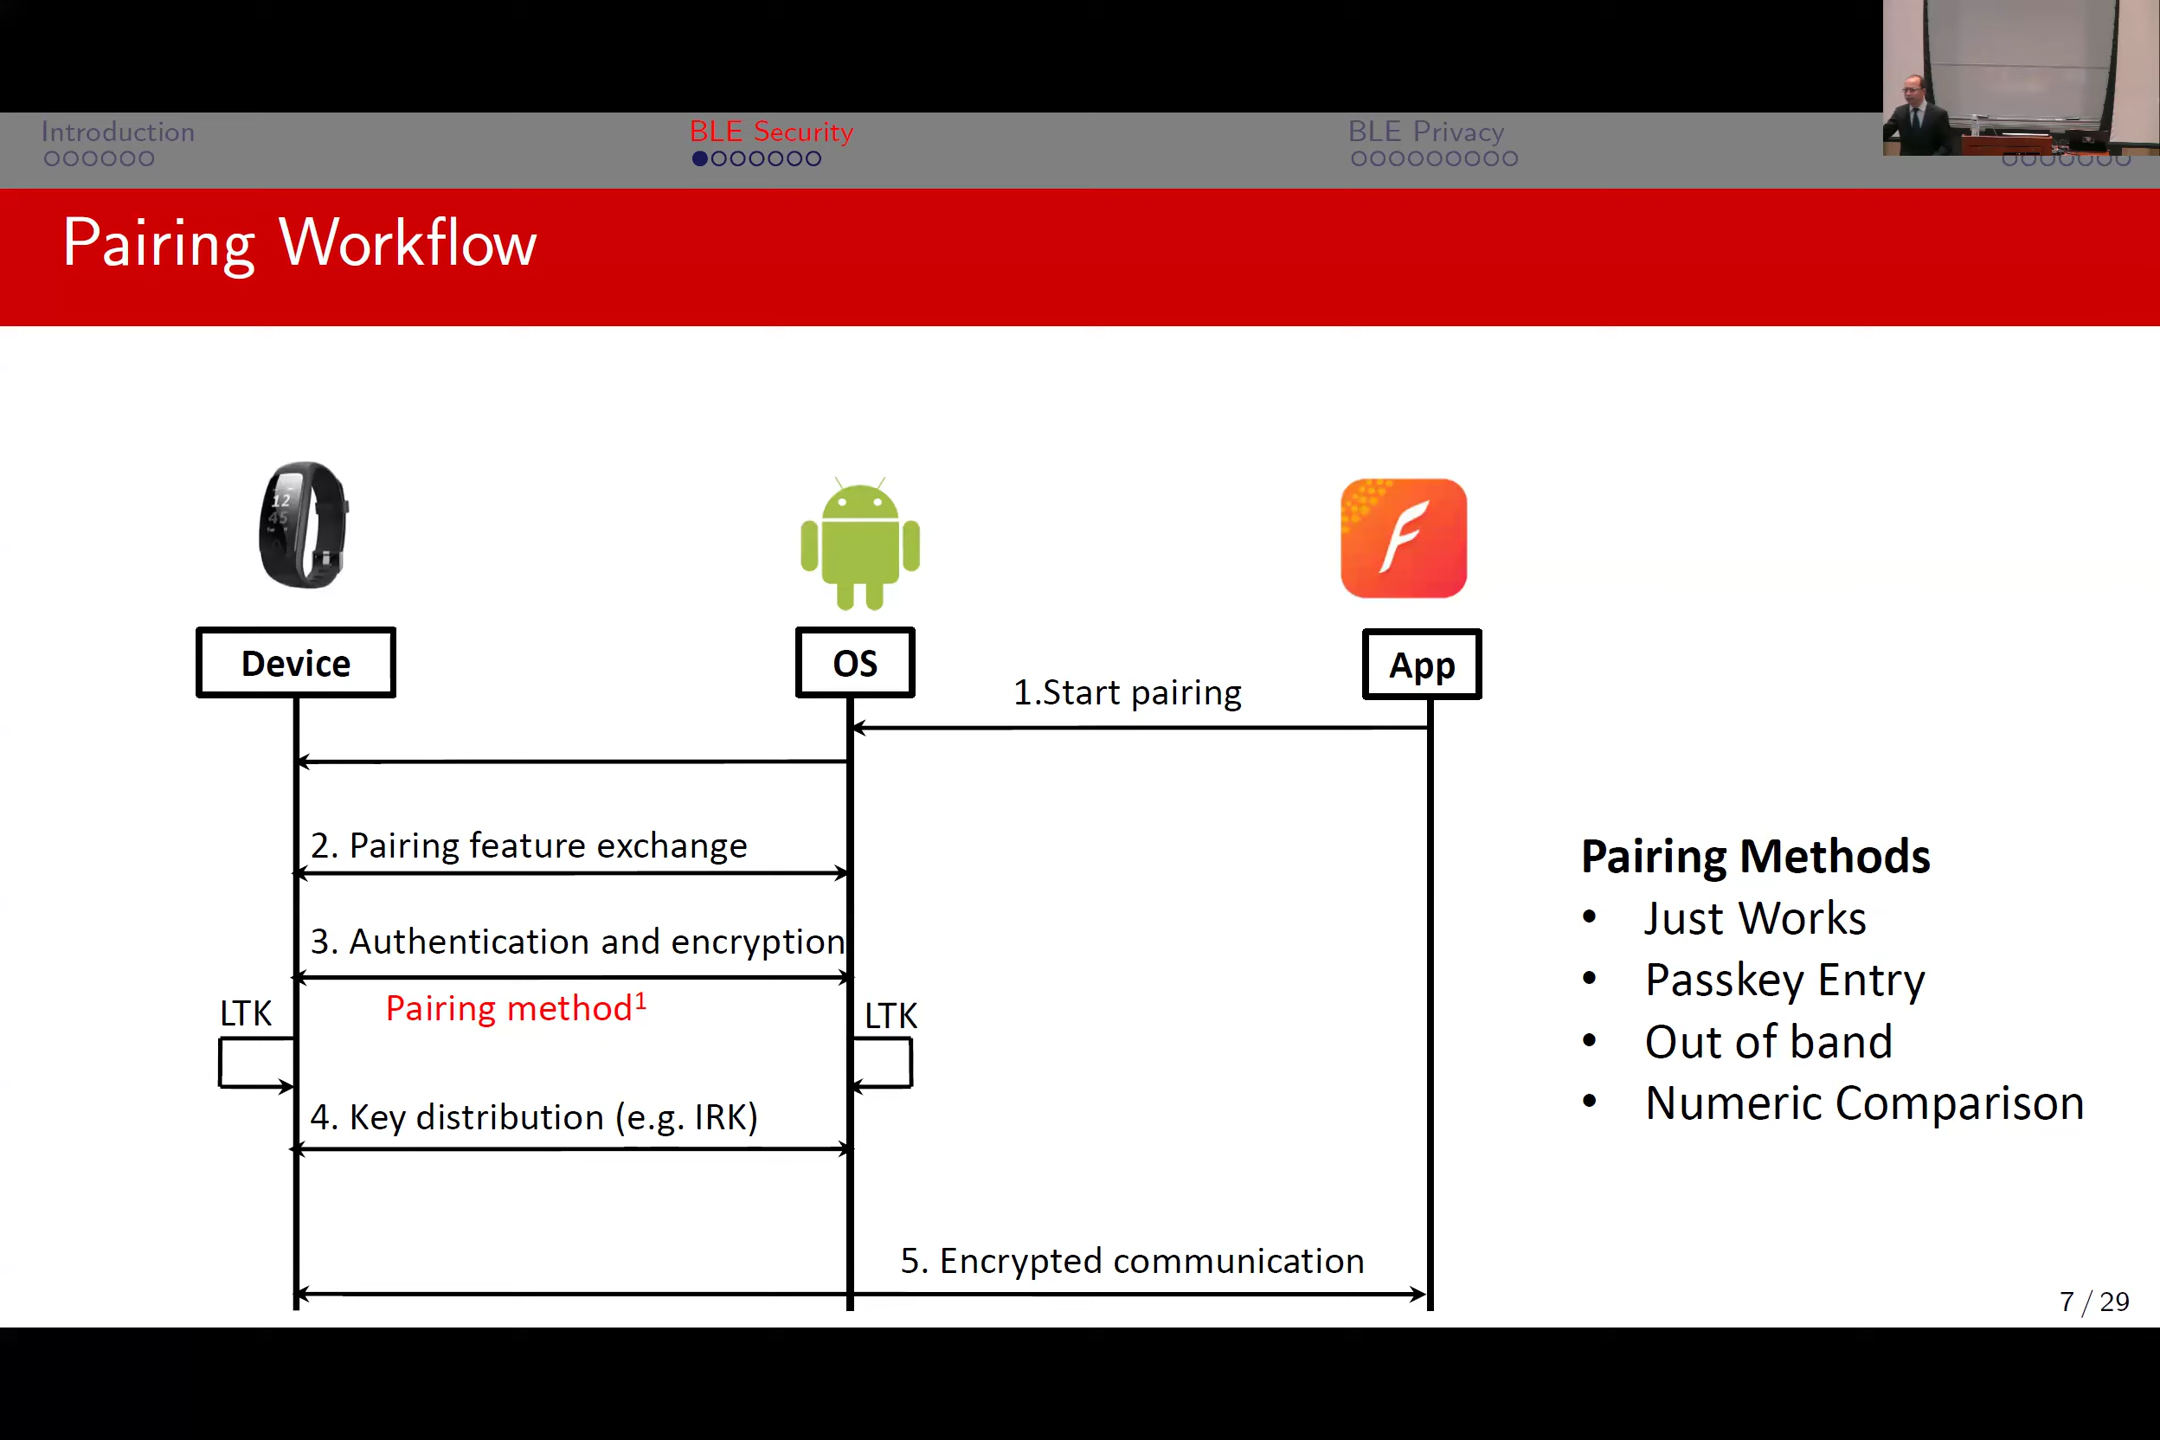 Introduction
BLE Security
BLE Privacy
Pairing Workflow
12
45
F
Device
OS
App
1.Start pairing
2. Pairing feature exchange
3. Authentication and encryption
Pairing method¹
LTK
LTK
4. Key distribution (e.g. IRK)
5. Encrypted communication
Pairing Methods
• Just Works
• Passkey Entry
• Out of band
• Numeric Comparison
7 / 29